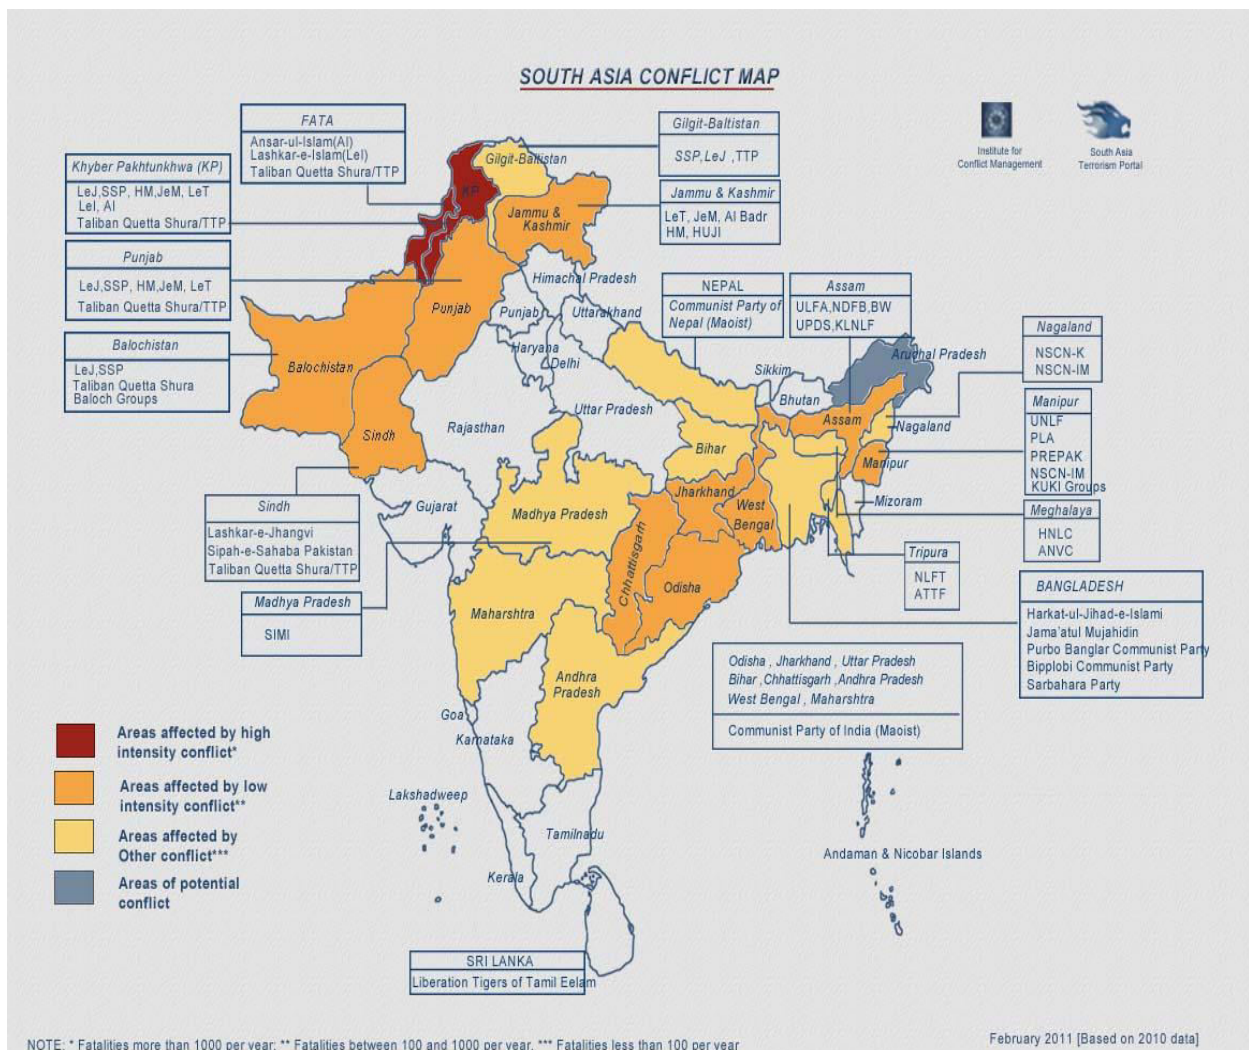 SOUTH ASIA CONFLICT MAP
Institute for
Conflict Management
South Asia
Terrorism Portal
FATA
Ansar-ul-Islam(AI)
Lashkar-e-Islam(LeI)
Taliban Quetta Shura/TTP
Khyber Pakhtunkhwa (KP)
LeJ,SSP, HM,JeM, LeT
LeI, AI
Taliban Quetta Shura/TTP
Punjab
LeJ,SSP, HM,JeM, LeT
Taliban Quetta Shura/TTP
Balochistan
LeJ,SSP
Taliban Quetta Shura
Baloch Groups
Gilgit-Baltistan
SSP,LeJ ,TTP
Jammu & Kashmir
LeT, JeM, Al Badr
HM, HUJI
NEPAL
Communist Party of
Nepal (Maoist)
Assam
ULFA,NDFB,BW
UPDS,KLNLF
Nagaland
NSCN-K
NSCN-IM
Manipur
UNLF
PLA
PREPAK
NSCN-IM
KUKI Groups
Meghalaya
HNLC
ANVC
Tripura
NLFT
ATTF
BANGLADESH
Harkat-ul-Jihad-e-Islami
Jama'atul Mujahidin
Purbo Banglar Communist Party
Bipplobi Communist Party
Sarbahara Party
Sindh
Lashkar-e-Jhangvi
Sipah-e-Sahaba Pakistan
Taliban Quetta Shura/TTP
Madhya Pradesh
SIMI
Odisha , Jharkhand , Uttar Pradesh
Bihar ,Chhattisgarh ,Andhra Pradesh
West Bengal , Maharshtra
Communist Party of India (Maoist)
SRI LANKA
Liberation Tigers of Tamil Eelam
Gilgit-Baltistan
KP
Jammu &
Kashmir
Himachal Pradesh
Punjab
Punjab
Uttarakhand
Haryana
Delhi
Balochistan
Sindh
Rajasthan
Uttar Pradesh
Sikkim
Bhutan
Aruchal Pradesh
Assam
Nagaland
Manipur
Mizoram
Bihar
Jharkhand
West
Bengal
Gujarat
Madhya Pradesh
Chhattisgarh
Odisha
Maharshtra
Andhra
Pradesh
Goa
Karnataka
Lakshadweep
Tamilnadu
Kerala
Andaman & Nicobar Islands
Areas affected by high
intensity conflict*
Areas affected by low
intensity conflict**
Areas affected by
Other conflict***
Areas of potential
conflict
NOTE: * Fatalities more than 1000 per year; ** Fatalities between 100 and 1000 per year, *** Fatalities less than 100 per year
February 2011 [Based on 2010 data]